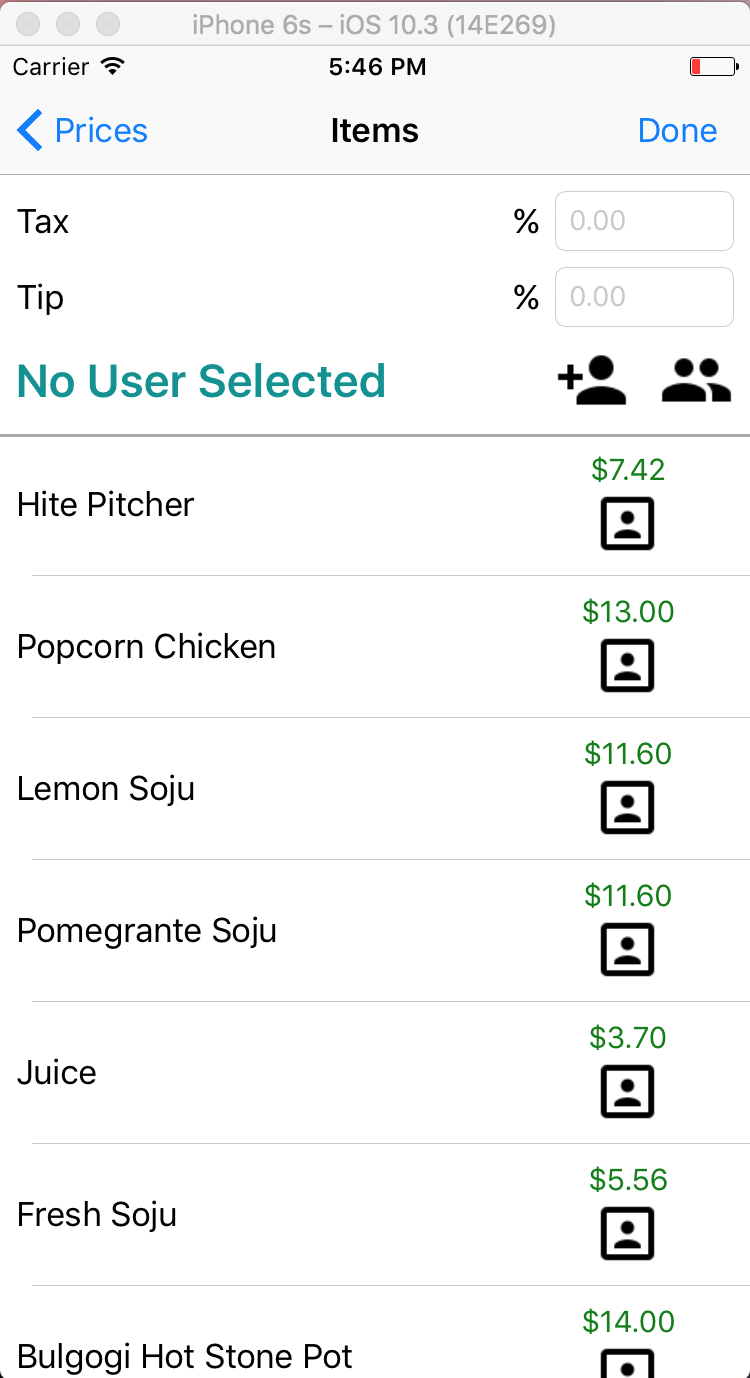 iPhone 6s – iOS 10.3 (14E269)
Carrier 5:46 PM
Prices Items Done
Tax % 0.00
Tip % 0.00
No User Selected
$7.42
Hite Pitcher
$13.00
Popcorn Chicken
$11.60
Lemon Soju
$11.60
Pomegrante Soju
$3.70
Juice
$5.56
Fresh Soju
$14.00
Bulgogi Hot Stone Pot